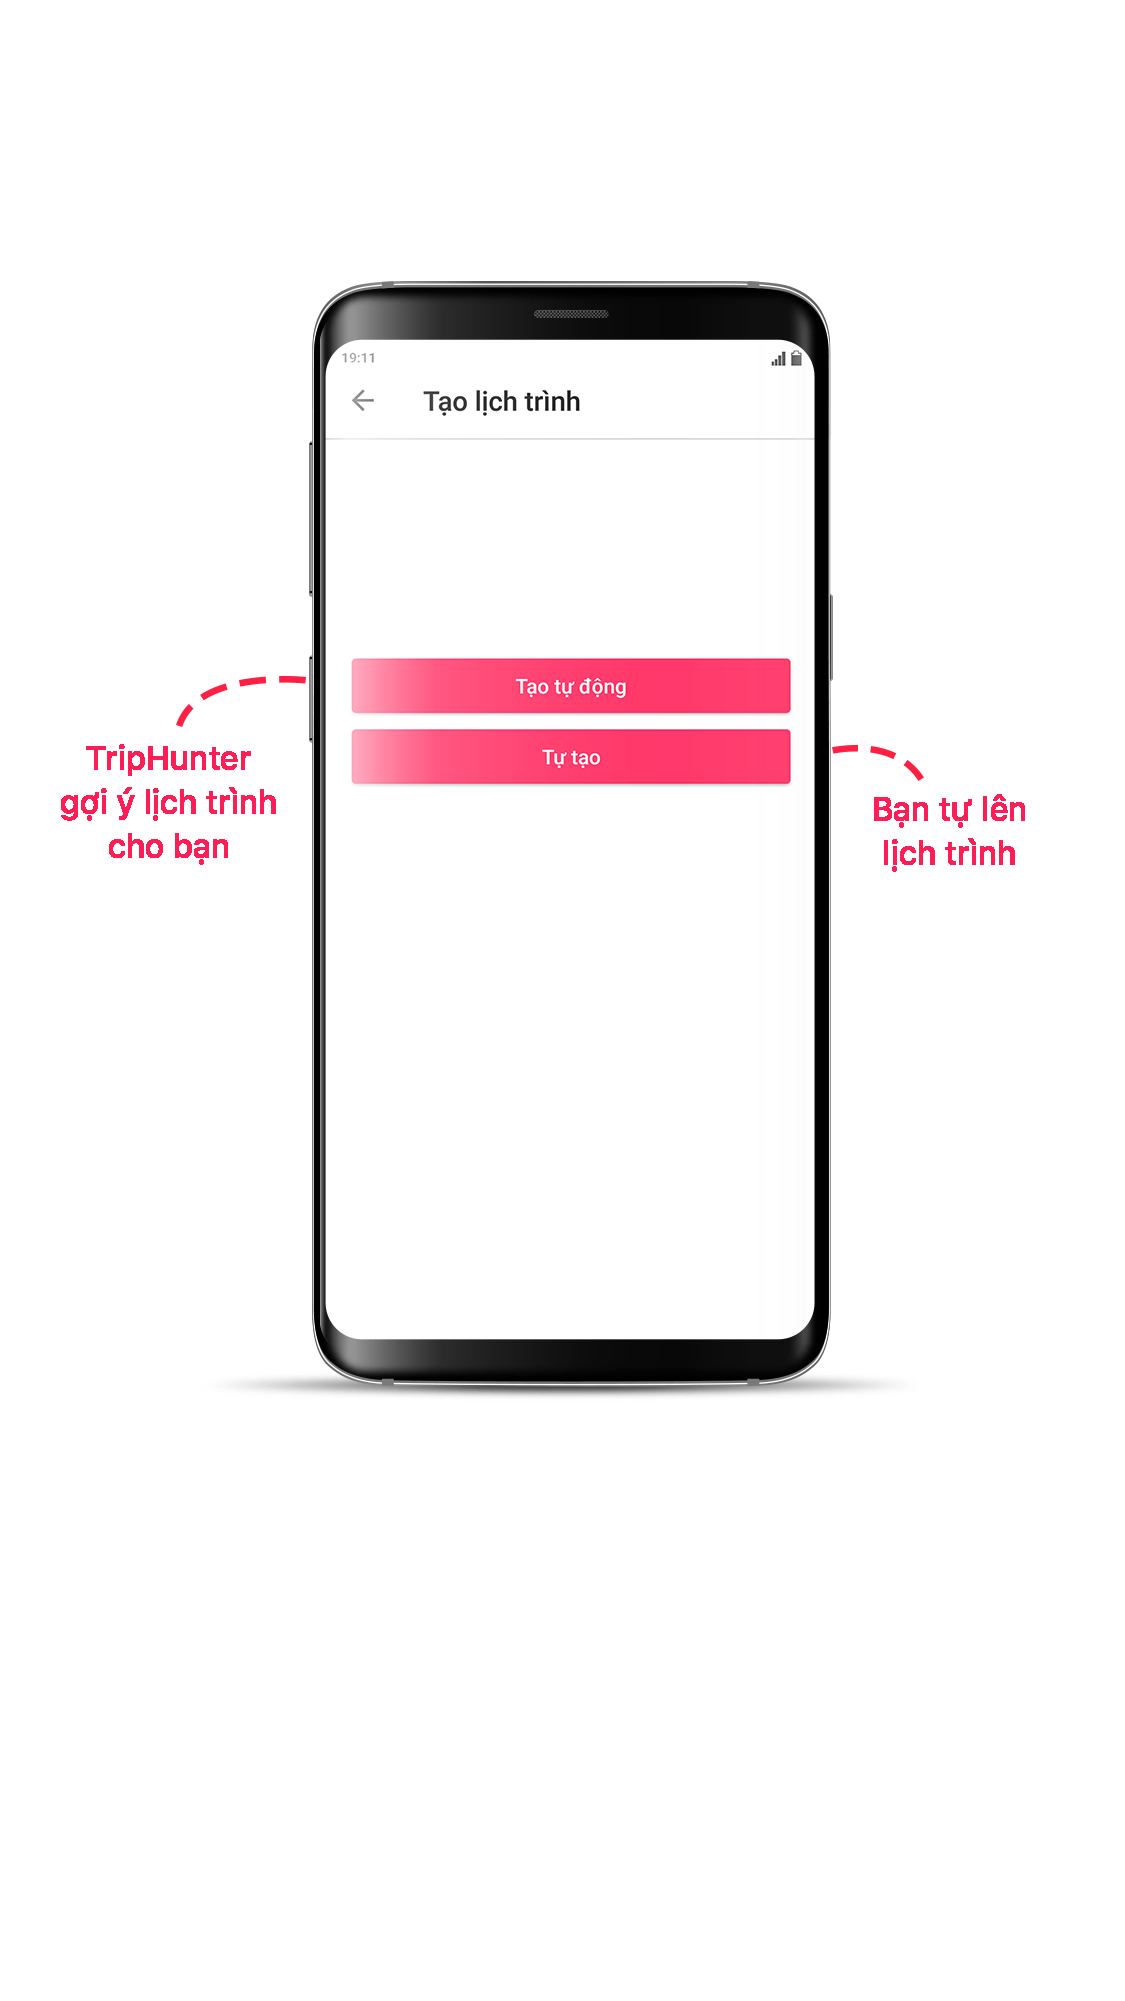 19:11
Tạo lịch trình
Tạo tự động
Tự tạo
TripHunter
gợi ý lịch trình
cho bạn
Bạn tự lên
lịch trình